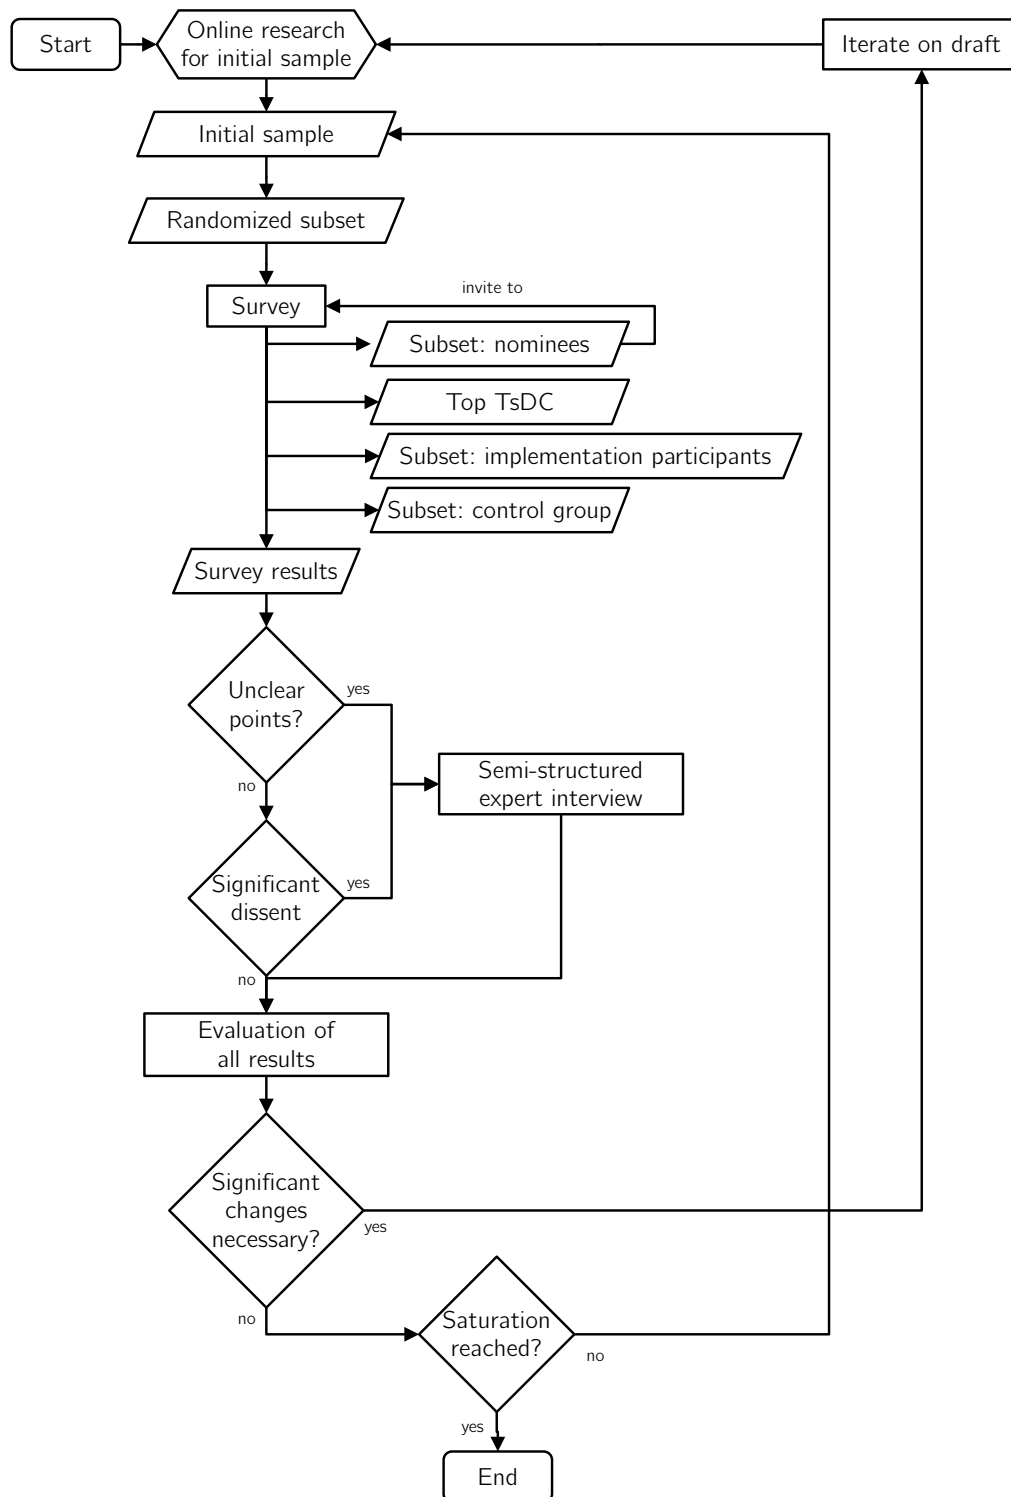 Start
Online research
for initial sample
Iterate on draft
Initial sample
Randomized subset
Survey
invite to
Subset: nominees
Top TsDC
Subset: implementation participants
Subset: control group
Survey results
Unclear
points?
yes
no
Semi-structured
expert interview
Significant
dissent
yes
no
Evaluation of
all results
Significant
changes
necessary?
yes
no
Saturation
reached?
no
yes
End